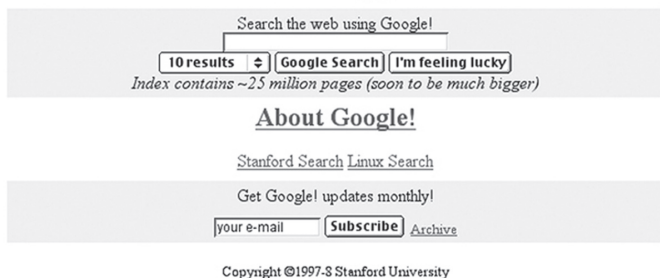 Search the web using Google!
10 results Google Search I'm feeling lucky
Index contains ~25 million pages (soon to be much bigger)
About Google!
Stanford Search Linux Search
Get Google! updates monthly!
your e-mail Subscribe Archive
Copyright ©1997-8 Stanford University